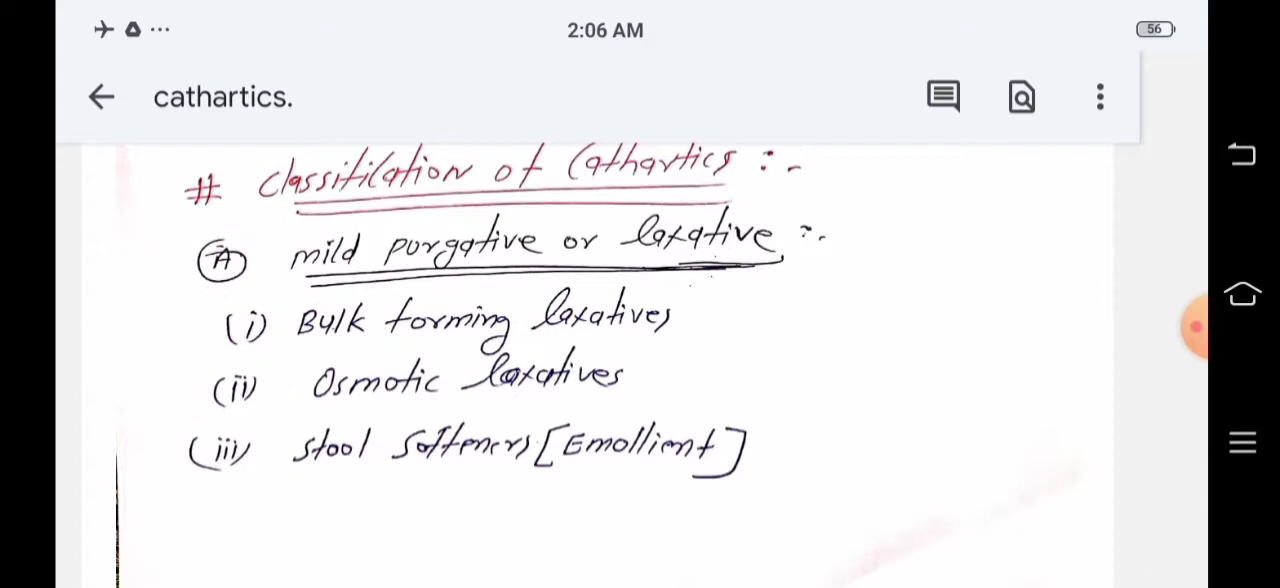 2:06 AM
56
cathartics.
# Classification of Cathartics :-
(A) mild purgative or laxative :-
(i) Bulk forming laxatives
(ii) Osmotic laxatives
(iii) Stool Softeners [Emollient]